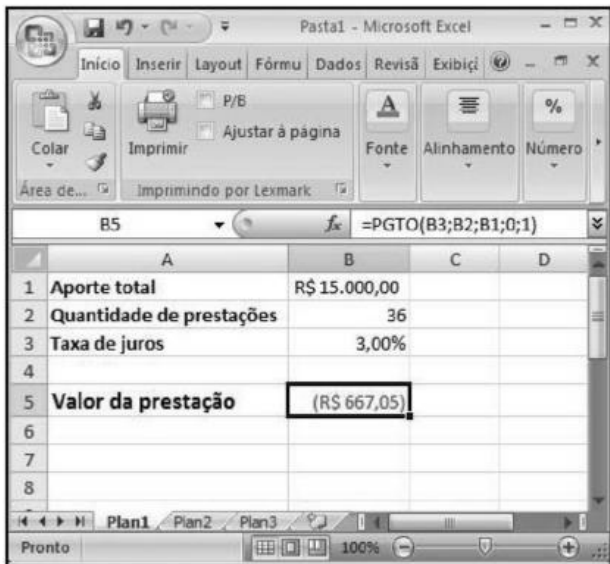 Pasta1 - Microsoft Excel
Início Inserir Layout Fórmu Dados Revisã Exibiçi
P/B
Ajustar à página
Colar Imprimir Fonte Alinhamento Número
Área de... Imprimindo por Lexmark
B5 fx =PGTO(B3;B2;B1;0;1)
A B C D
1 Aporte total R$ 15.000,00
2 Quantidade de prestações 36
3 Taxa de juros 3,00%
4
5 Valor da prestação (R$ 667,05)
6
7
8
Plan1 Plan2 Plan3
Pronto 100%